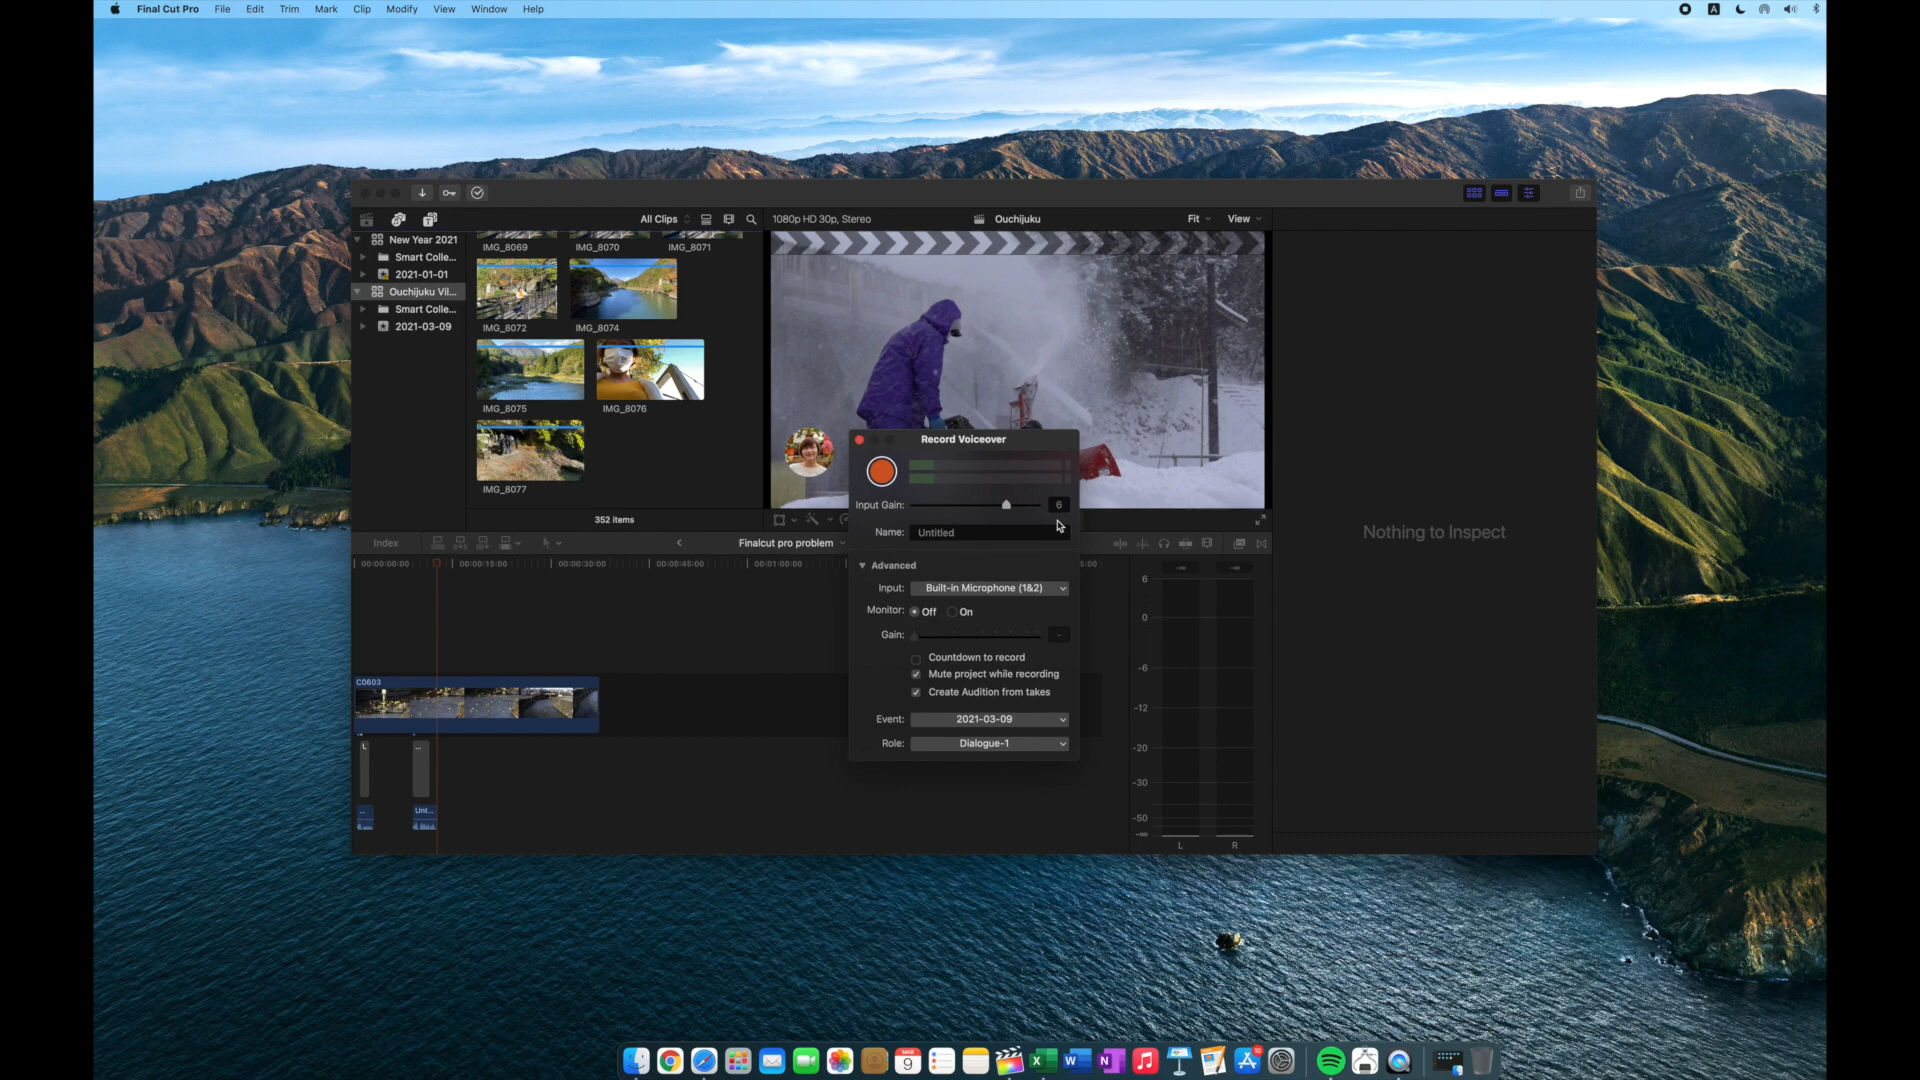 Final Cut Pro File Edit Trim Mark Clip Modify View Window Help
A
All Clips
1080p HD 30p, Stereo
Ouchijuku
Fit
View
New Year 2021
Smart Colle...
2021-01-01
Ouchijuku Vil...
Smart Colle...
2021-03-09
IMG_8069
IMG_8070
IMG_8071
IMG_8072
IMG_8074
IMG_8075
IMG_8076
IMG_8077
352 items
Record Voiceover
Input Gain:
6
Name:
Untitled
Advanced
Input:
Built-in Microphone (1&2)
Monitor:
Off
On
Gain:
-
Countdown to record
Mute project while recording
Create Audition from takes
Event:
2021-03-09
Role:
Dialogue-1
Nothing to Inspect
Index
Finalcut pro problem
00:00:00:00
00:00:15:00
00:00:30:00
00:00:45:00
00:01:00:00
5:00
C0603
...
...
Unt...
-∞
-∞
6
0
-6
-12
-20
-30
-50
-∞
L
R
MAR
9
X
W
N
10